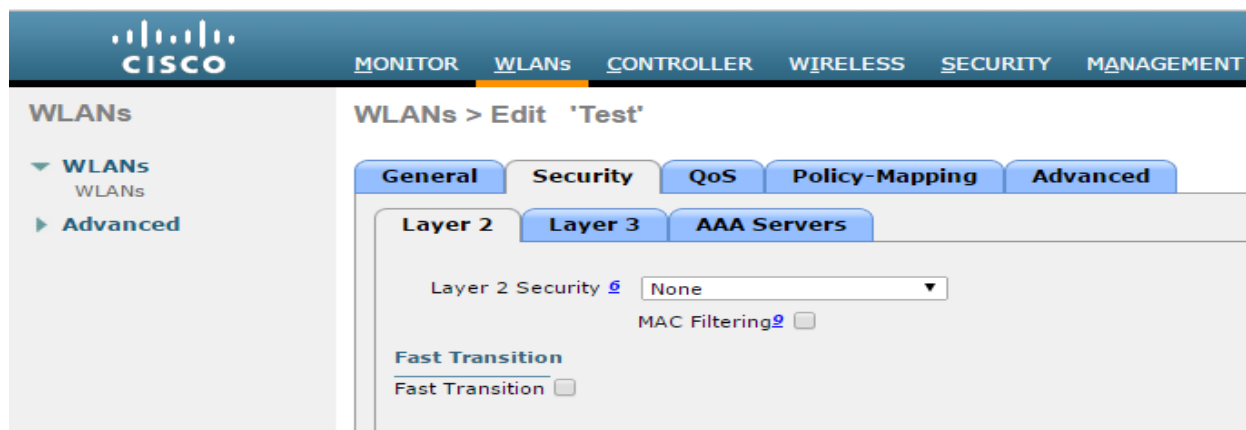 CISCO
MONITOR WLANs CONTROLLER WIRELESS SECURITY MANAGEMENT
WLANs
WLANs
WLANs
Advanced
WLANs > Edit 'Test'
General Security QoS Policy-Mapping Advanced
Layer 2 Layer 3 AAA Servers
Layer 2 Security 6 None
MAC Filtering9
Fast Transition
Fast Transition